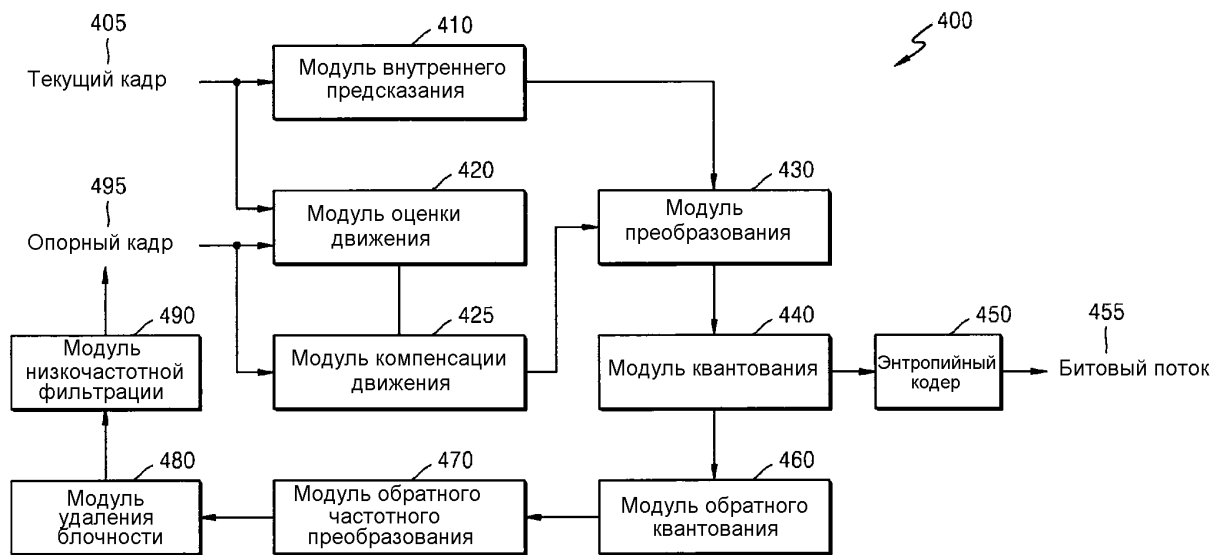 405
Текущий кадр
410
Модуль внутреннего
предсказания
400
495
Опорный кадр
420
Модуль оценки
движения
430
Модуль
преобразования
490
Модуль
низкочастотной
фильтрации
425
Модуль компенсации
движения
440
Модуль квантования
450
Энтропийный
кодер
455
Битовый поток
480
Модуль
удаления
блочности
470
Модуль обратного
частотного
преобразования
460
Модуль обратного
квантования